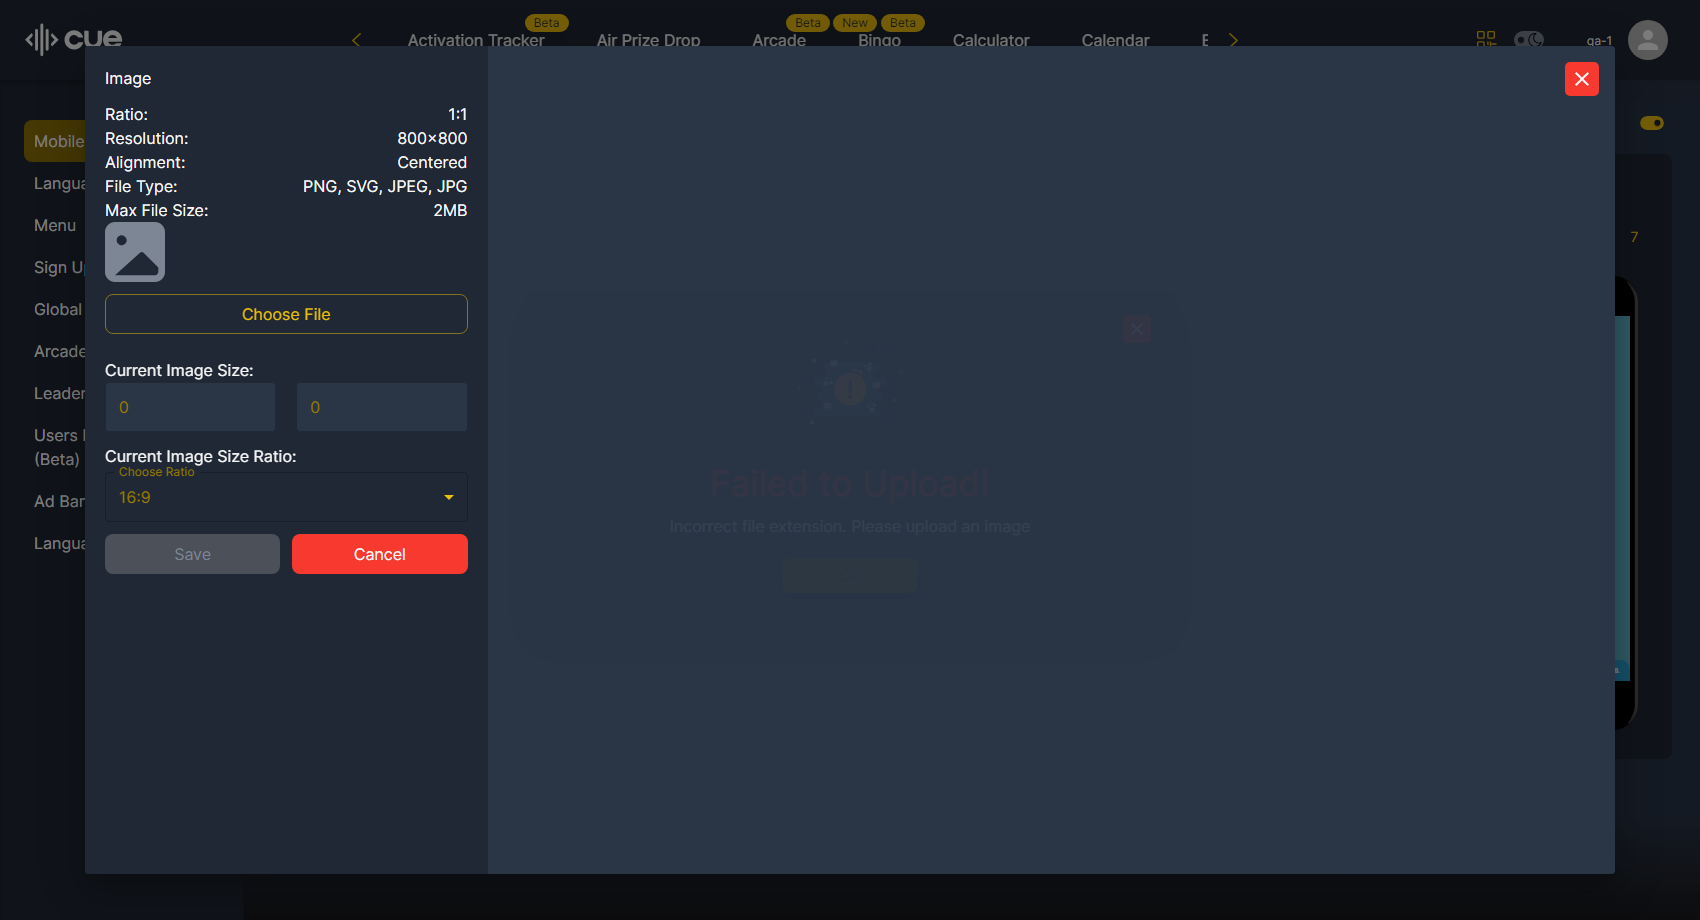 cue
Beta
Beta
New
Beta
Activation Tracker
Air Prize Drop
Arcade
Bingo
Calculator
Calendar
qa-1
Mobile
Langua
Menu
Sign U
Global
Arcade
Leader
Users
(Beta)
Ad Ban
Langua
Image
Ratio: 1:1
Resolution: 800×800
Alignment: Centered
File Type: PNG, SVG, JPEG, JPG
Max File Size: 2MB
Choose File
Current Image Size:
0 0
Current Image Size Ratio:
Choose Ratio
16:9
Save Cancel
Failed to Upload!
Incorrect file extension. Please upload an image
7